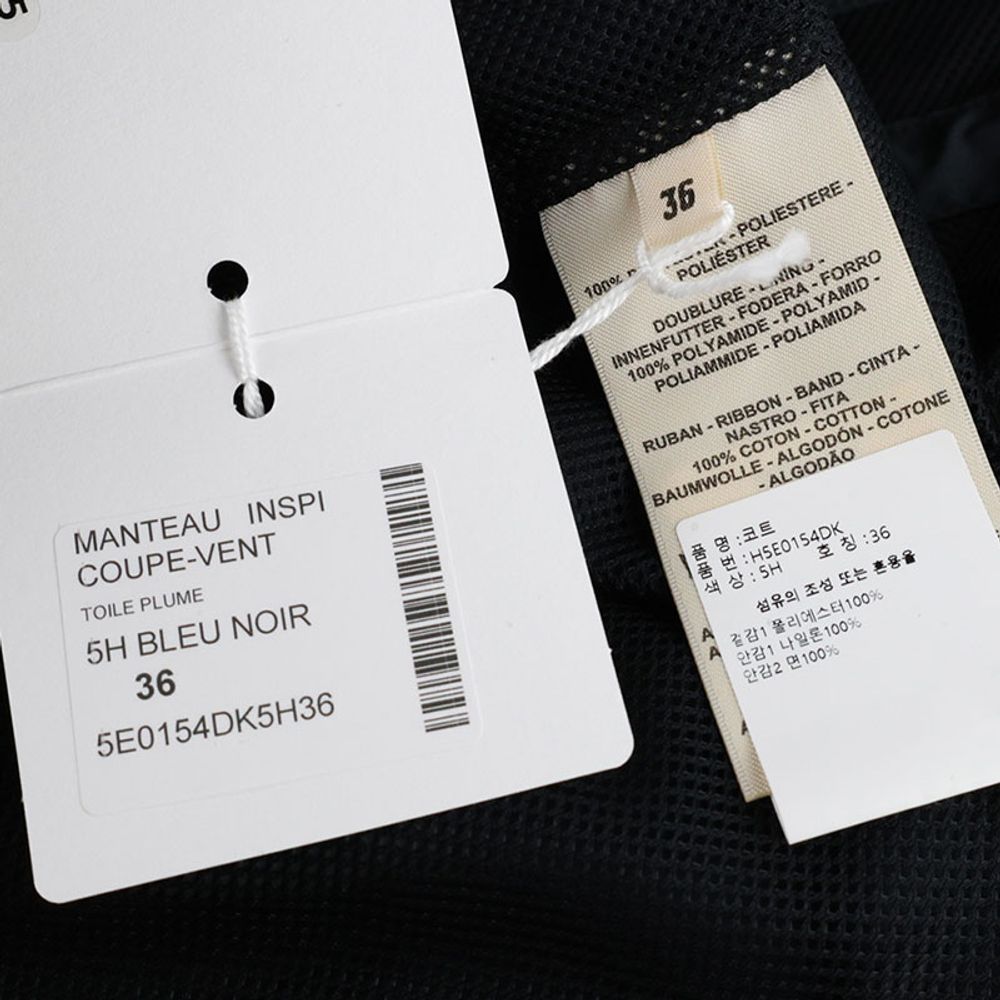 5
MANTEAU INSPI
COUPE-VENT
TOILE PLUME
5H BLEU NOIR
36
5E0154DK5H36
36
100% - POLIESTERE -
POLIÉSTER
DOUBLURE - LINING -
INNENFUTTER - FODERA - FORRO
100% POLYAMIDE - POLYAMID -
POLIAMMIDE - POLIAMIDA
RUBAN - RIBBON - BAND - CINTA -
NASTRO - FITA
100% COTON - COTTON -
BAUMWOLLE - ALGODÓN - COTONE
- ALGODÃO
품 명 : 코트
품 번 : H5E0154DK
색 상 : 5H 호 칭 : 36
섬유의 조성 또는 혼용율
겉감1 폴리에스터100%
안감1 나일론100%
안감2 면100%